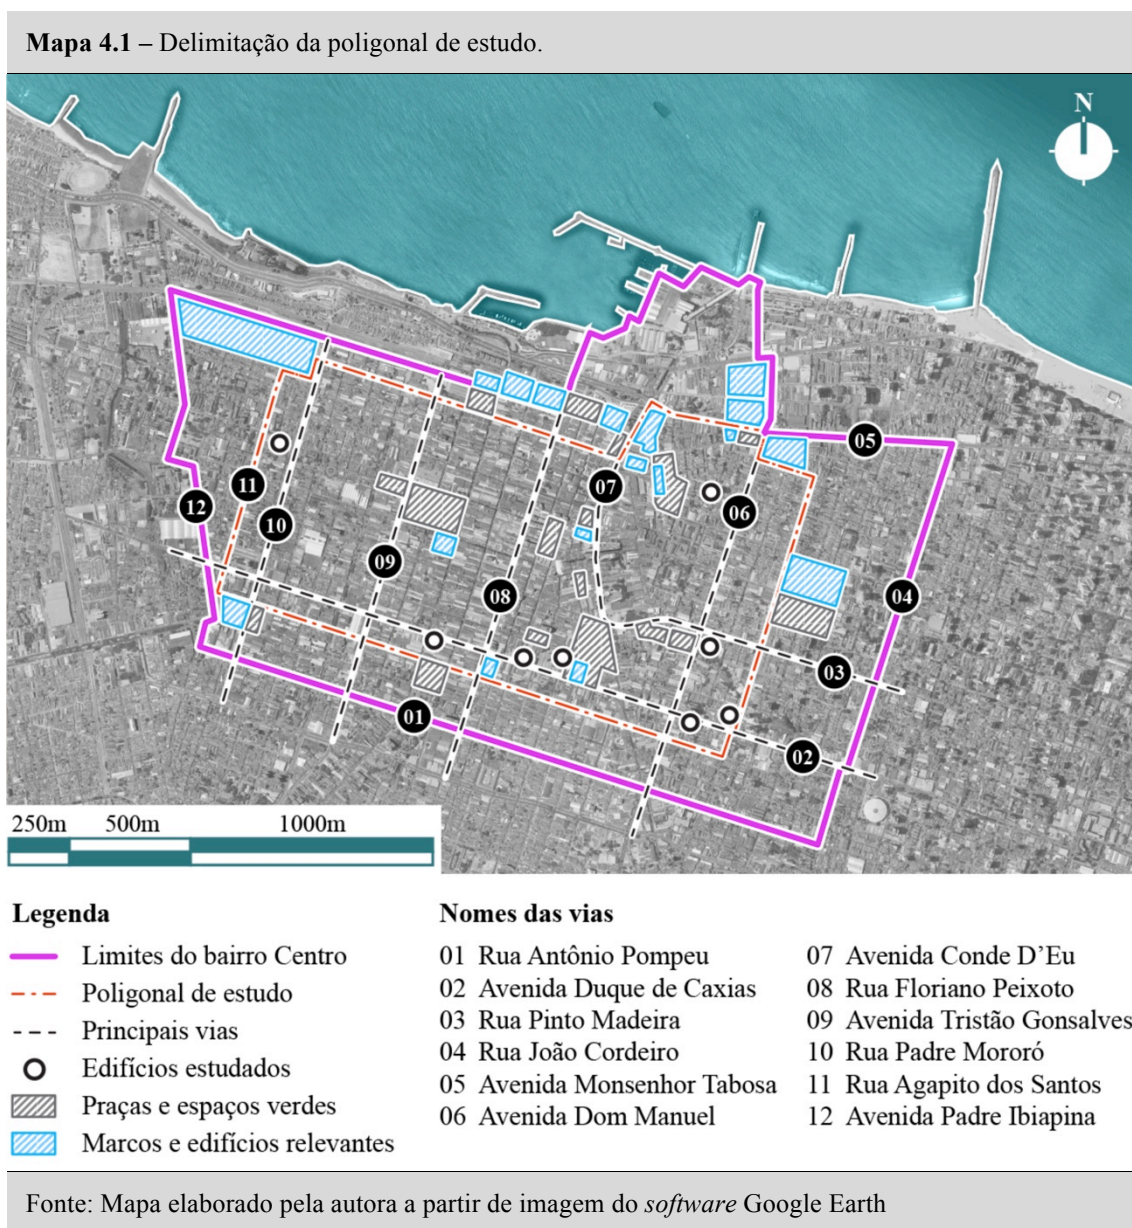 Mapa 4.1 – Delimitação da poligonal de estudo.
N
05
11
07
12
06
10
09
08
04
03
01
02
250m 500m 1000m
Legenda
Limites do bairro Centro
Poligonal de estudo
Principais vias
Edifícios estudados
Praças e espaços verdes
Marcos e edifícios relevantes
Nomes das vias
01 Rua Antônio Pompeu
02 Avenida Duque de Caxias
03 Rua Pinto Madeira
04 Rua João Cordeiro
05 Avenida Monsenhor Tabosa
06 Avenida Dom Manuel
07 Avenida Conde D’Eu
08 Rua Floriano Peixoto
09 Avenida Tristão Gonsalves
10 Rua Padre Mororó
11 Rua Agapito dos Santos
12 Avenida Padre Ibiapina
Fonte: Mapa elaborado pela autora a partir de imagem do software Google Earth